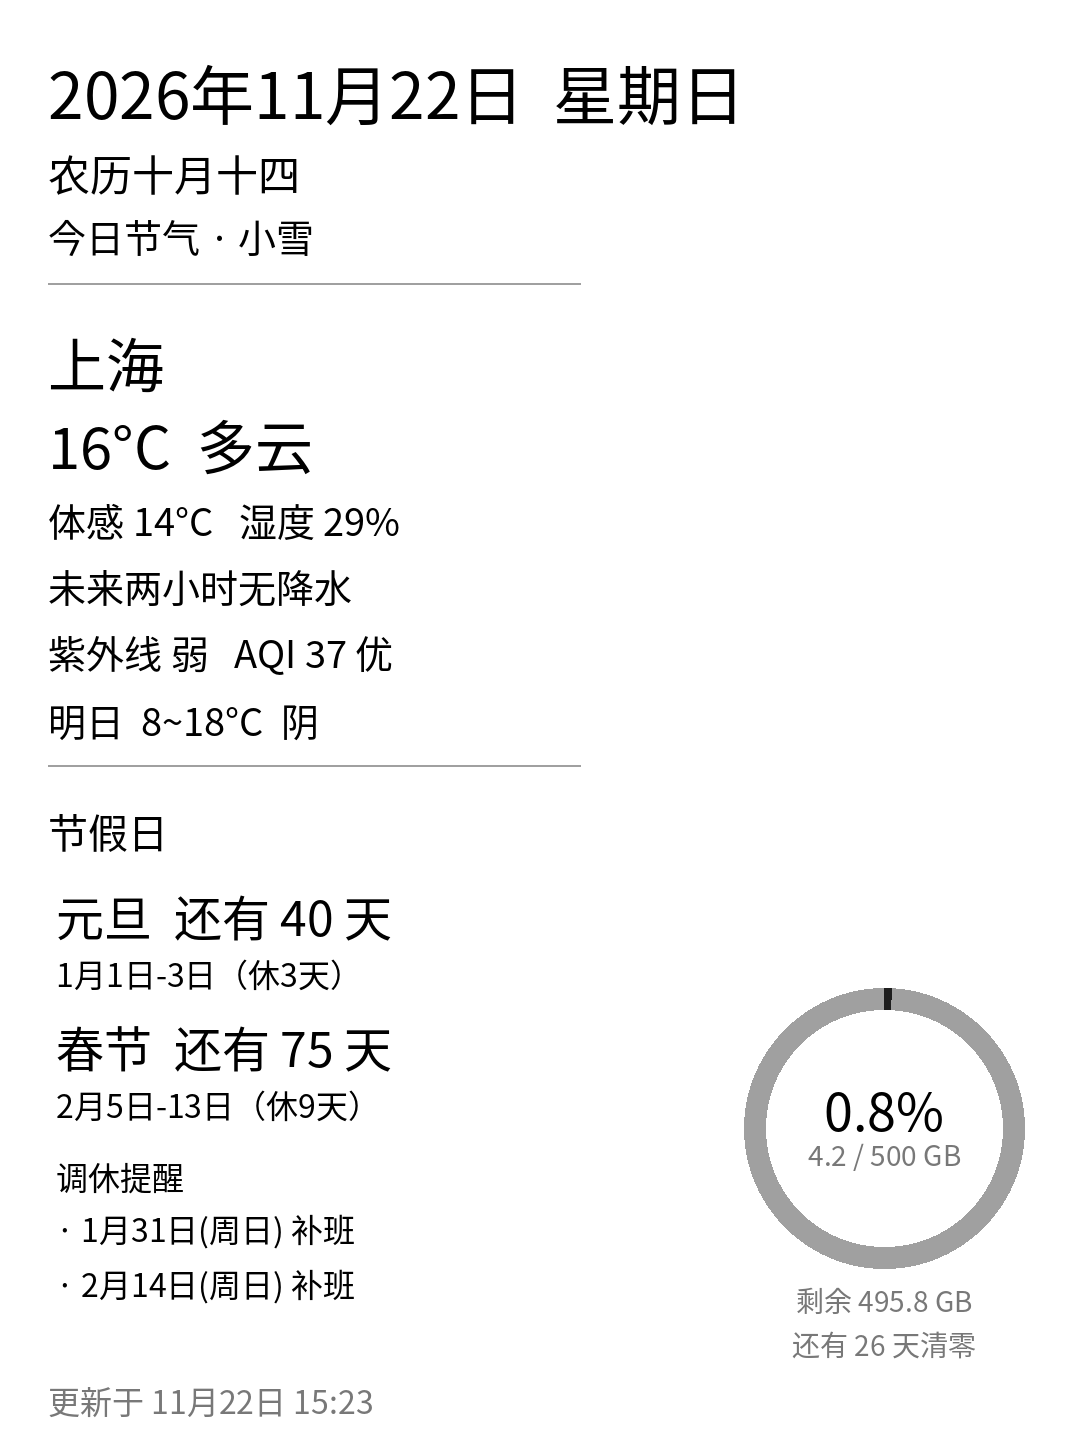 2026年11月22日 星期日
农历十月十四
今日节气 · 小雪
上海
16°C 多云
体感 14°C 湿度 29%
未来两小时无降水
紫外线 弱 AQI 37 优
明日 8~18°C 阴
节假日
元旦 还有 40 天
1月1日-3日（休3天）
春节 还有 75 天
2月5日-13日（休9天）
调休提醒
· 1月31日(周日) 补班
· 2月14日(周日) 补班
0.8%
4.2 / 500 GB
剩余 495.8 GB
还有 26 天清零
更新于 11月22日 15:23